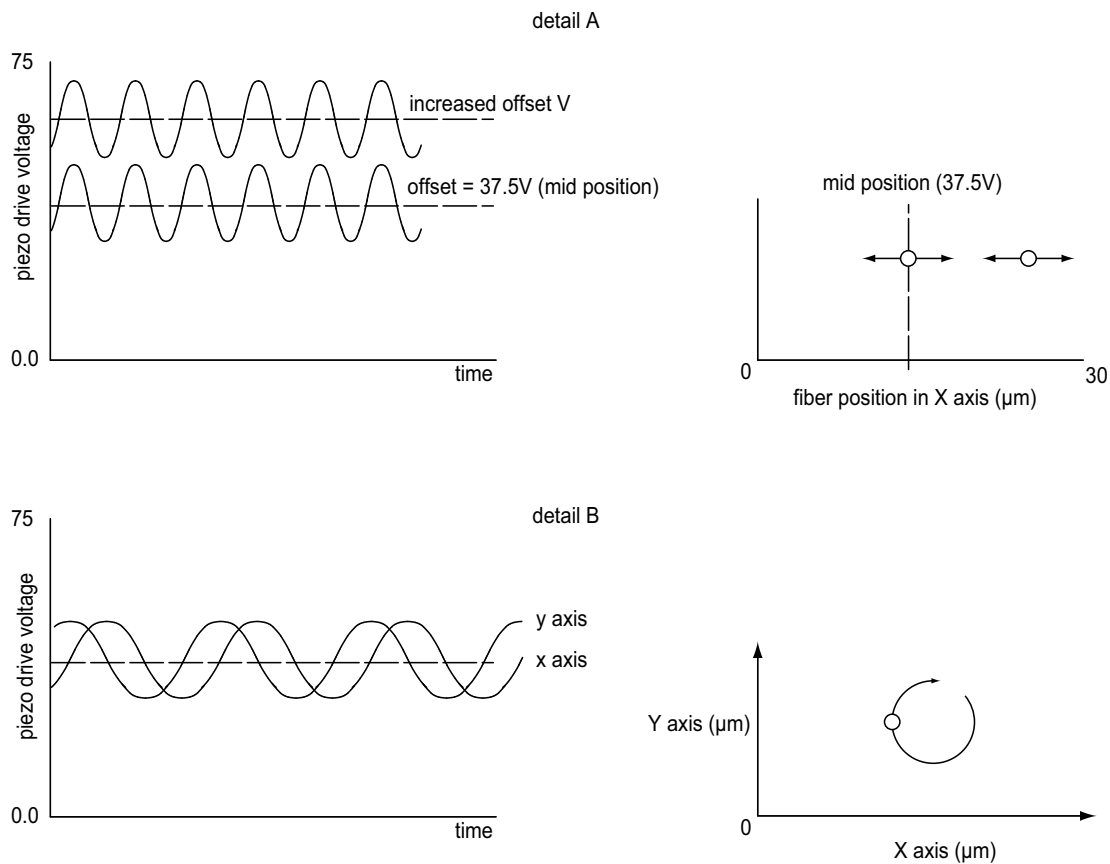 detail A
75
piezo drive voltage
increased offset V
offset = 37.5V (mid position)
0.0
time
mid position (37.5V)
0
30
fiber position in X axis (µm)
detail B
75
piezo drive voltage
y axis
x axis
0.0
time
Y axis (µm)
0
X axis (µm)